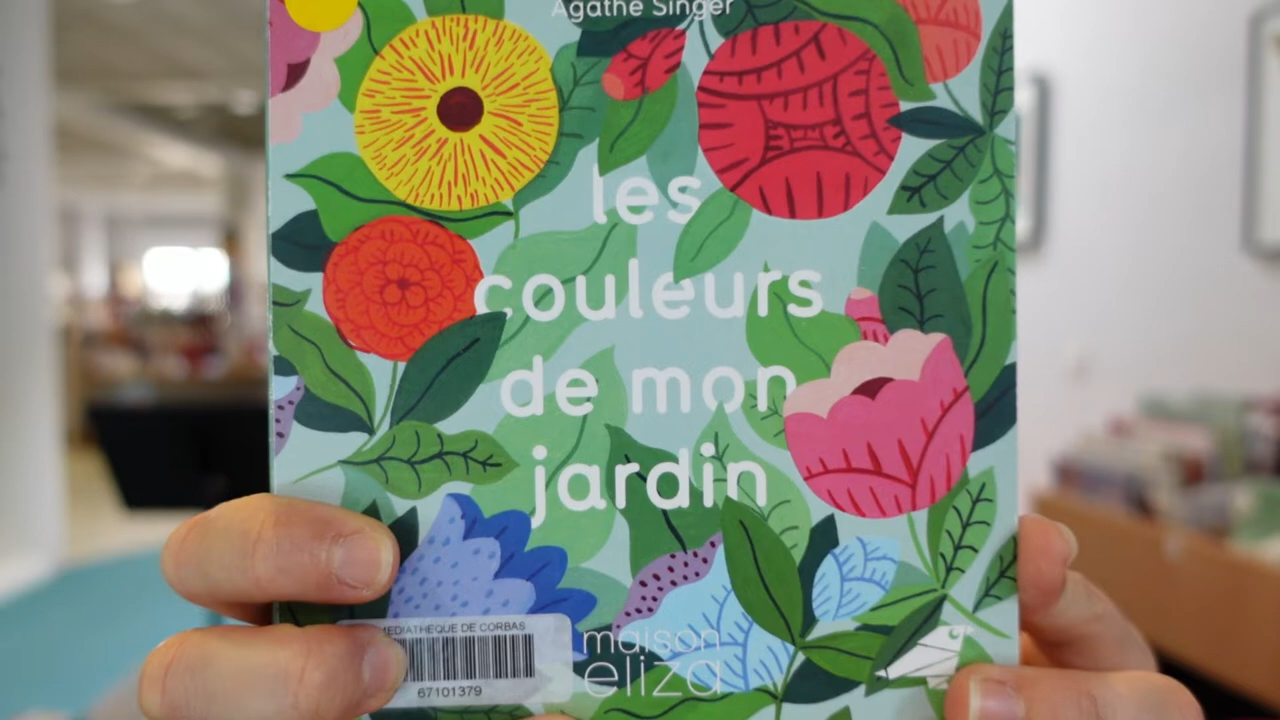 Agathe Singer
les
couleurs
de mon
jardin
MEDIATHEQUE DE CORBAS
67101379
maison
eliza